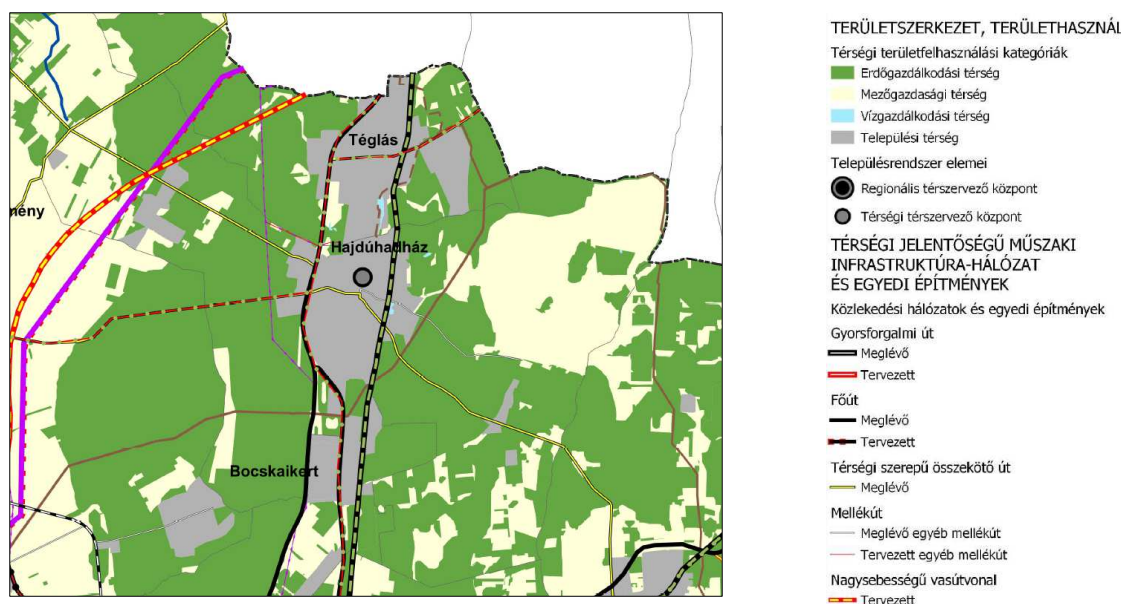 Téglás
mény
Hajdúhadház
Bocskaikert
TERÜLETSZERKEZET, TERÜLETHASZNÁL
Térségi területfelhasználási kategóriák
Erdőgazdálkodási térség
Mezőgazdasági térség
Vízgazdálkodási térség
Települési térség
Településrendszer elemei
Regionális térszervező központ
Térségi térszervező központ
TÉRSÉGI JELENTŐSÉGŰ MŰSZAKI
INFRASTRUKTÚRA-HÁLÓZAT
ÉS EGYEDI ÉPÍTMÉNYEK
Közlekedési hálózatok és egyedi építmények
Gyorsforgalmi út
Meglévő
Tervezett
Főút
Meglévő
Tervezett
Térségi szerepű összekötő út
Meglévő
Mellékút
Meglévő egyéb mellékút
Tervezett egyéb mellékút
Nagysebességű vasútvonal
Tervezett